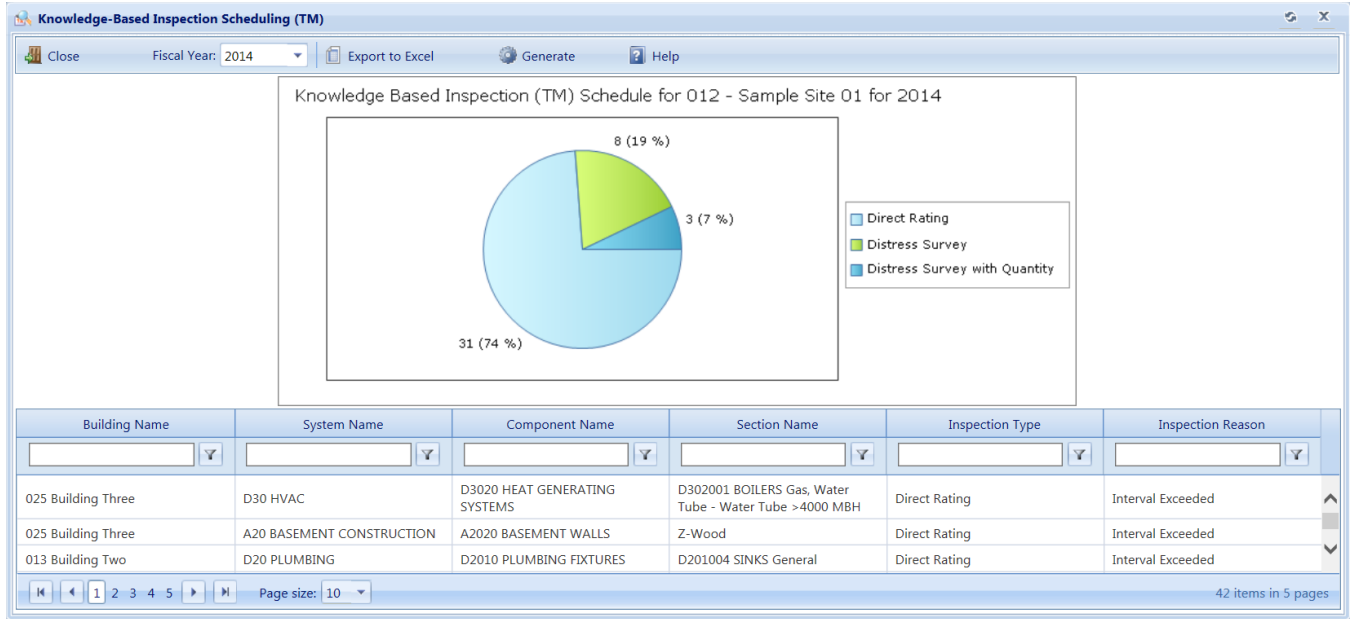 Knowledge-Based Inspection Scheduling (TM)
Close Fiscal Year: 2014 Export to Excel Generate Help
Knowledge Based Inspection (TM) Schedule for 012 - Sample Site 01 for 2014
8 (19 %)
3 (7 %)
31 (74 %)
Direct Rating
Distress Survey
Distress Survey with Quantity
Building Name System Name Component Name Section Name Inspection Type Inspection Reason
025 Building Three D30 HVAC D3020 HEAT GENERATING SYSTEMS D302001 BOILERS Gas, Water Tube - Water Tube >4000 MBH Direct Rating Interval Exceeded
025 Building Three A20 BASEMENT CONSTRUCTION A2020 BASEMENT WALLS Z-Wood Direct Rating Interval Exceeded
013 Building Two D20 PLUMBING D2010 PLUMBING FIXTURES D201004 SINKS General Direct Rating Interval Exceeded
1 2 3 4 5 Page size: 10 42 items in 5 pages